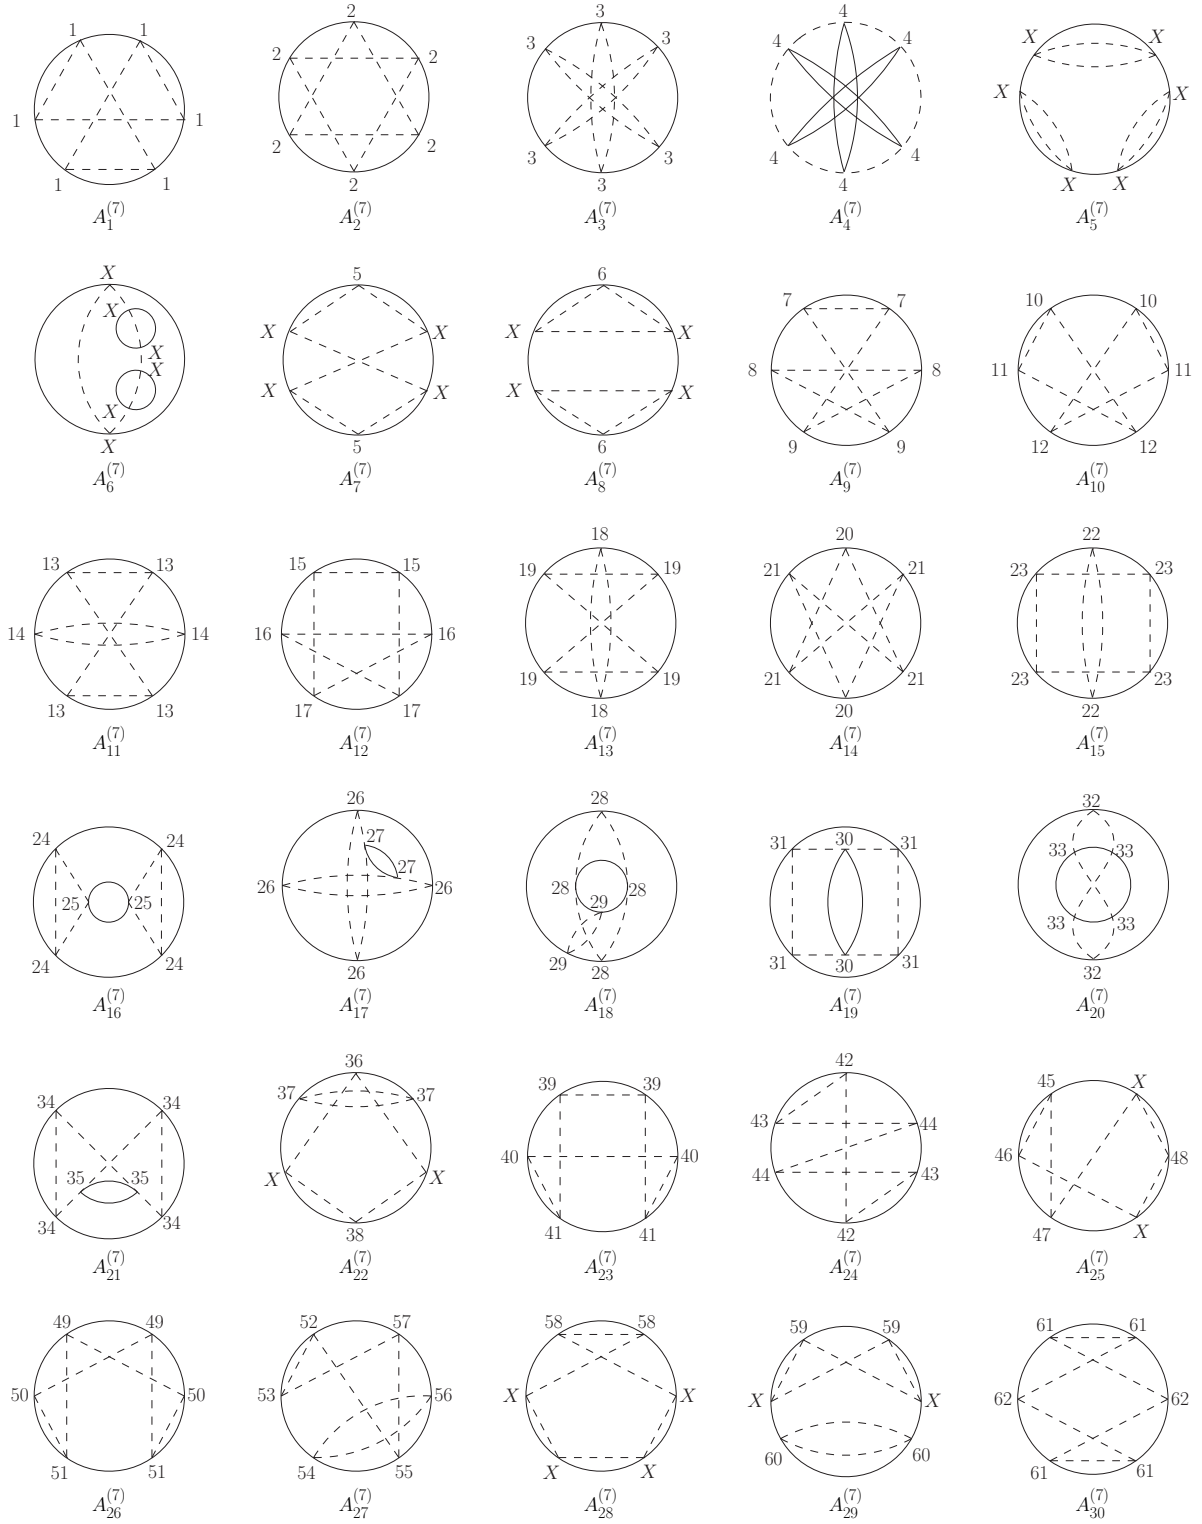 1 1 2 3 4 X X
1 1 2 2 3 3 4 4 X X
1 1 2 2 3 3 4 4 X X
2 3 4
A_1^{(7)} A_2^{(7)} A_3^{(7)} A_4^{(7)} A_5^{(7)}
X 5 6 7 7 10 10
X X X X X 8 8 11 11
X X X X X X 9 9 12 12
X 5 6
A_6^{(7)} A_7^{(7)} A_8^{(7)} A_9^{(7)} A_{10}^{(7)}
13 13 15 15 18 20 22
14 14 16 16 19 19 21 21 23 23
13 13 17 17 19 19 21 21 23 23
18 20 22
A_{11}^{(7)} A_{12}^{(7)} A_{13}^{(7)} A_{14}^{(7)} A_{15}^{(7)}
24 24 26 27 28 31 30 31 32
25 25 26 27 26 28 28 33 33
24 24 26 29 29 28 31 30 31 33 33 32
A_{16}^{(7)} A_{17}^{(7)} A_{18}^{(7)} A_{19}^{(7)} A_{20}^{(7)}
34 34 36 37 37 39 39 42 45 X
35 35 X X 40 40 43 44 46 48
34 34 38 41 41 44 43 42 47 X
A_{21}^{(7)} A_{22}^{(7)} A_{23}^{(7)} A_{24}^{(7)} A_{25}^{(7)}
49 49 52 57 58 58 59 59 61 61
50 50 53 56 X X X X 62 62
51 51 54 55 X X 60 60 61 61
A_{26}^{(7)} A_{27}^{(7)} A_{28}^{(7)} A_{29}^{(7)} A_{30}^{(7)}